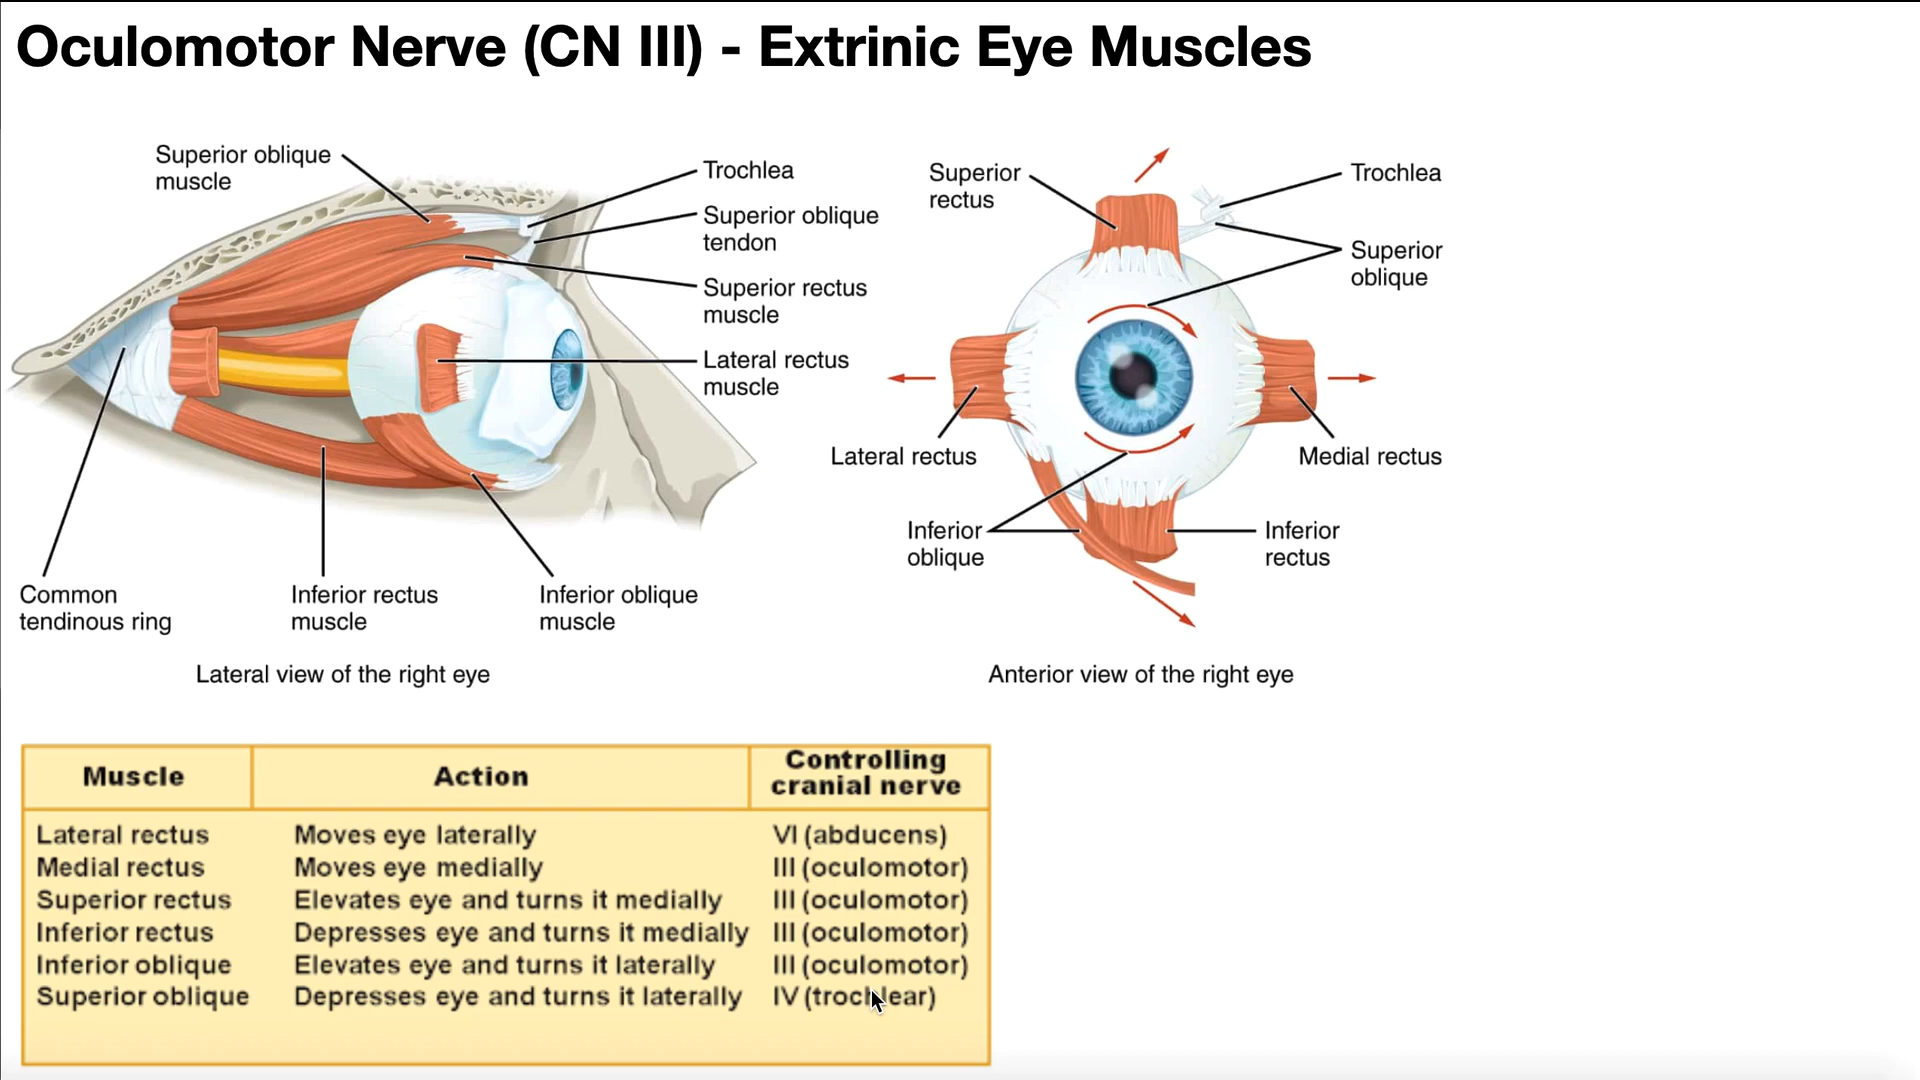 Oculomotor Nerve (CN III) - Extrinic Eye Muscles
Superior oblique
muscle
Trochlea
Superior oblique
tendon
Superior rectus
muscle
Lateral rectus
muscle
Common
tendinous ring
Inferior rectus
muscle
Inferior oblique
muscle
Lateral view of the right eye
Superior
rectus
Trochlea
Superior
oblique
Lateral rectus
Medial rectus
Inferior
oblique
Inferior
rectus
Anterior view of the right eye
Muscle Action Controlling
cranial nerve
Lateral rectus Moves eye laterally VI (abducens)
Medial rectus Moves eye medially III (oculomotor)
Superior rectus Elevates eye and turns it medially III (oculomotor)
Inferior rectus Depresses eye and turns it medially III (oculomotor)
Inferior oblique Elevates eye and turns it laterally III (oculomotor)
Superior oblique Depresses eye and turns it laterally IV (trochlear)